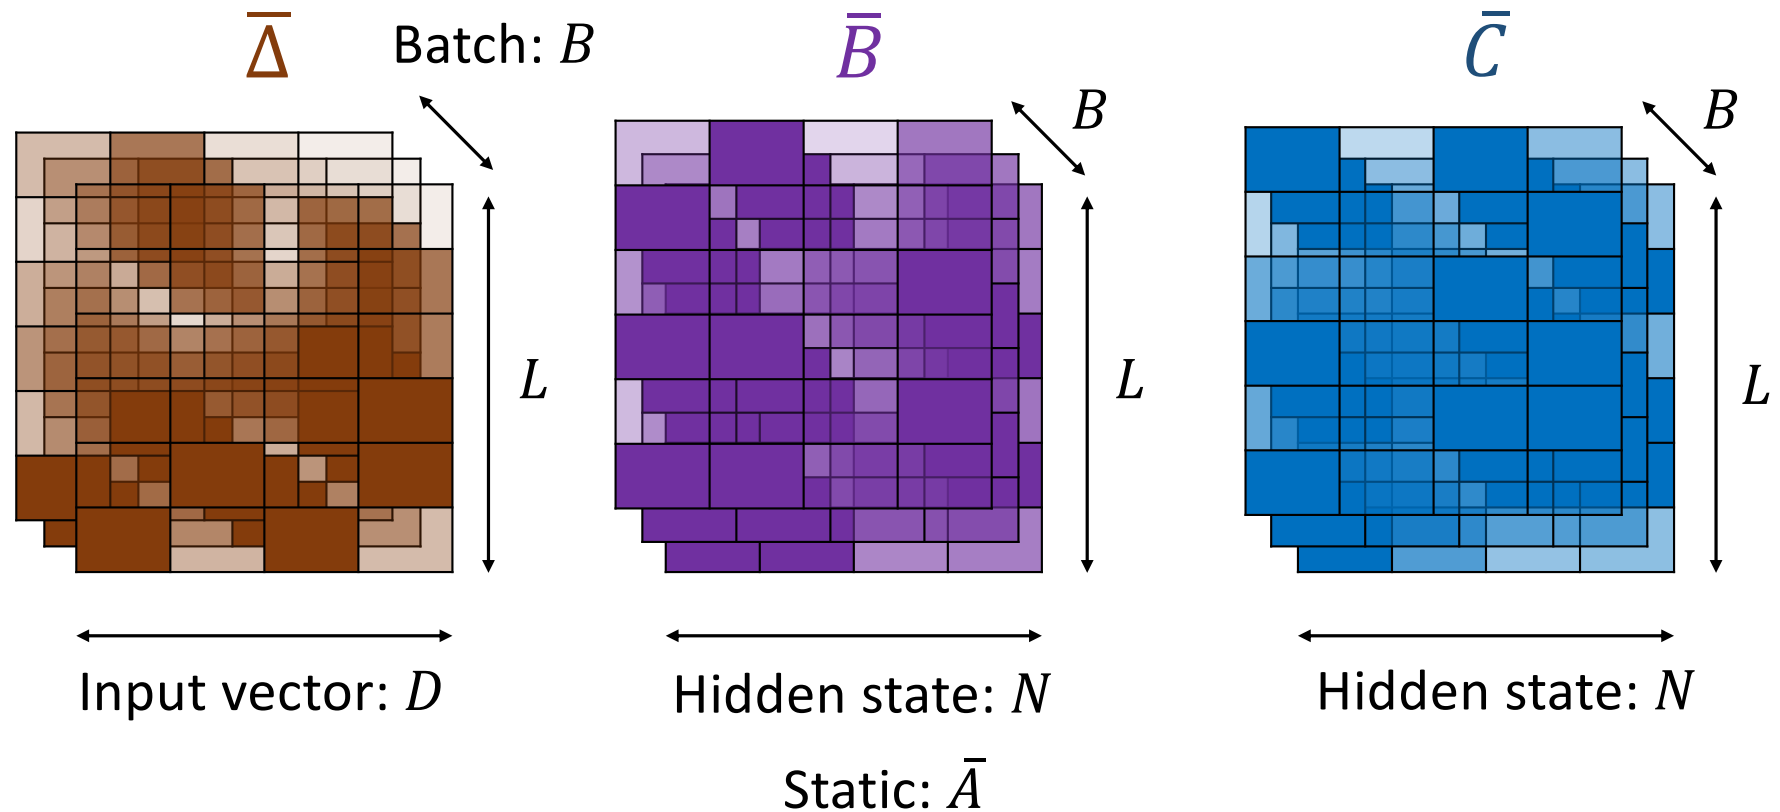 Δ̅
Batch: B
B̅
C̅
B
B
L
L
L
Input vector: D
Hidden state: N
Hidden state: N
Static: A̅